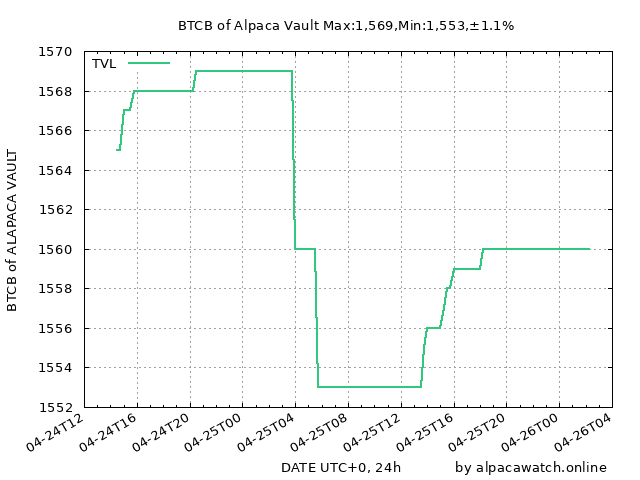 BTCB of Alpaca Vault Max:1,569,Min:1,553,±1.1%
TVL
BTCB of ALAPACA VAULT
1570
1568
1566
1564
1562
1560
1558
1556
1554
1552
04-24T12
04-24T16
04-24T20
04-25T00
04-25T04
04-25T08
04-25T12
04-25T16
04-25T20
04-26T00
04-26T04
DATE UTC+0, 24h
by alpacawatch.online